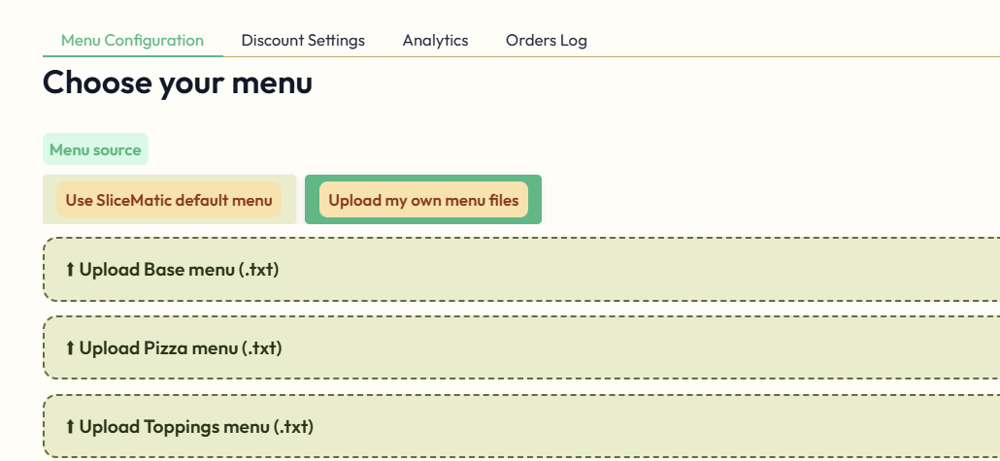 Menu Configuration Discount Settings Analytics Orders Log
Choose your menu
Menu source
Use SliceMatic default menu Upload my own menu files
⬆ Upload Base menu (.txt)
⬆ Upload Pizza menu (.txt)
⬆ Upload Toppings menu (.txt)